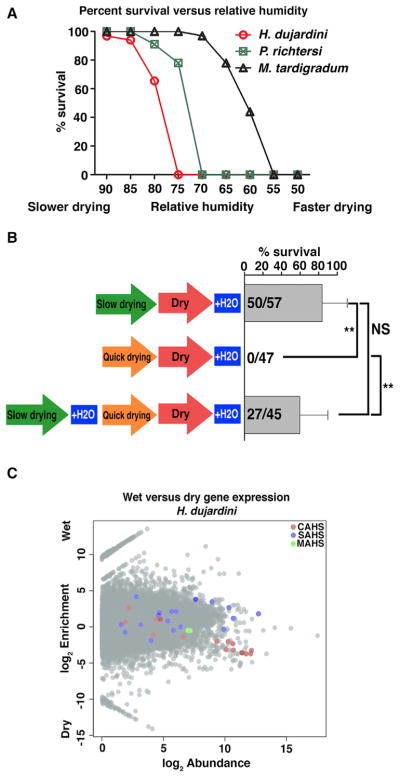 A
Percent survival versus relative humidity
H. dujardini
P. richtersi
M. tardigradum
% survival
100
80
60
40
20
0
90 85 80 75 70 65 60 55 50
Slower drying Relative humidity Faster drying
B
% survival
0 20 40 60 80 100
Slow drying Dry +H2O 50/57
** NS
Quick drying Dry +H2O 0/47
**
Slow drying +H2O Quick drying Dry +H2O 27/45
C
Wet versus dry gene expression
H. dujardini
CAHS
SAHS
MAHS
Wet
log2 Enrichment
Dry
10
5
0
-5
-10
-15
0 5 10 15
log2 Abundance